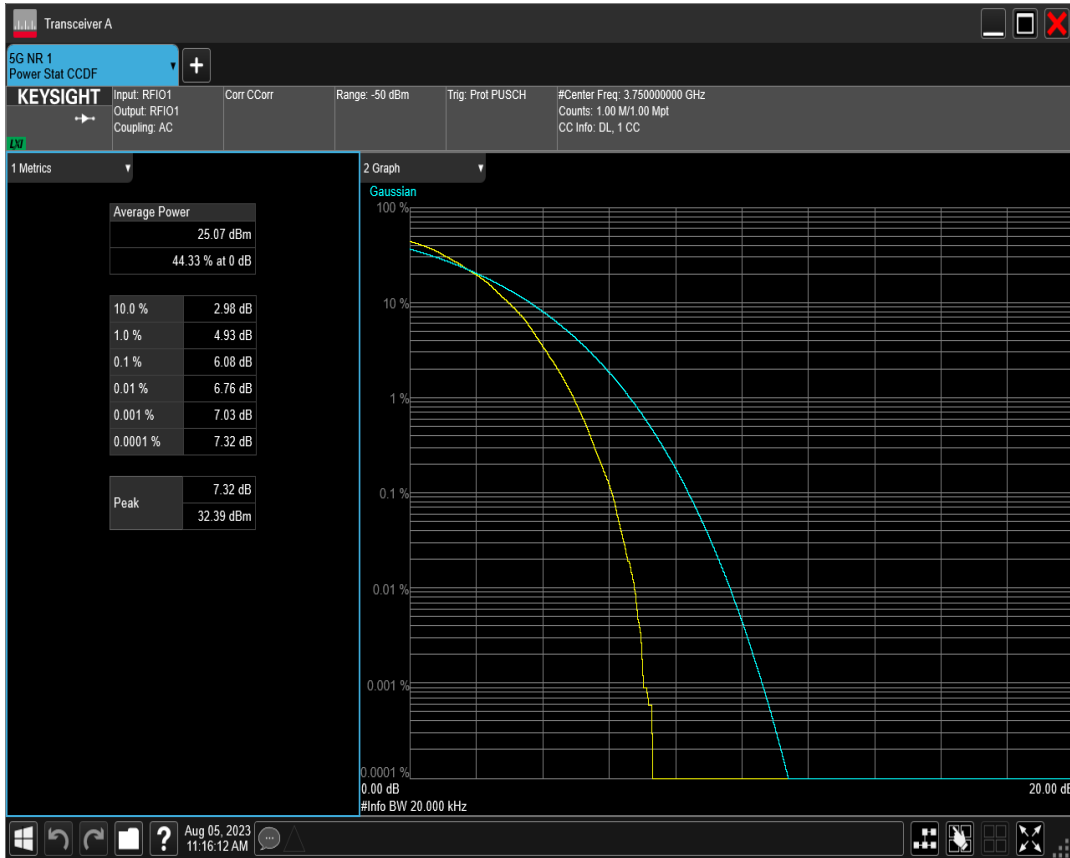 Transceiver A
5G NR 1
Power Stat CCDF
KEYSIGHT
LXI
Input: RFIO1
Output: RFIO1
Coupling: AC
Corr CCorr
Range: -50 dBm
Trig: Prot PUSCH
#Center Freq: 3.750000000 GHz
Counts: 1.00 M/1.00 Mpt
CC Info: DL, 1 CC
1 Metrics
Average Power
25.07 dBm
44.33 % at 0 dB
10.0 % 2.98 dB
1.0 % 4.93 dB
0.1 % 6.08 dB
0.01 % 6.76 dB
0.001 % 7.03 dB
0.0001 % 7.32 dB
Peak
7.32 dB
32.39 dBm
2 Graph
Gaussian
100 %
10 %
1 %
0.1 %
0.01 %
0.001 %
0.0001 %
0.00 dB 20.00 dB
#Info BW 20.000 kHz
Aug 05, 2023
11:16:12 AM